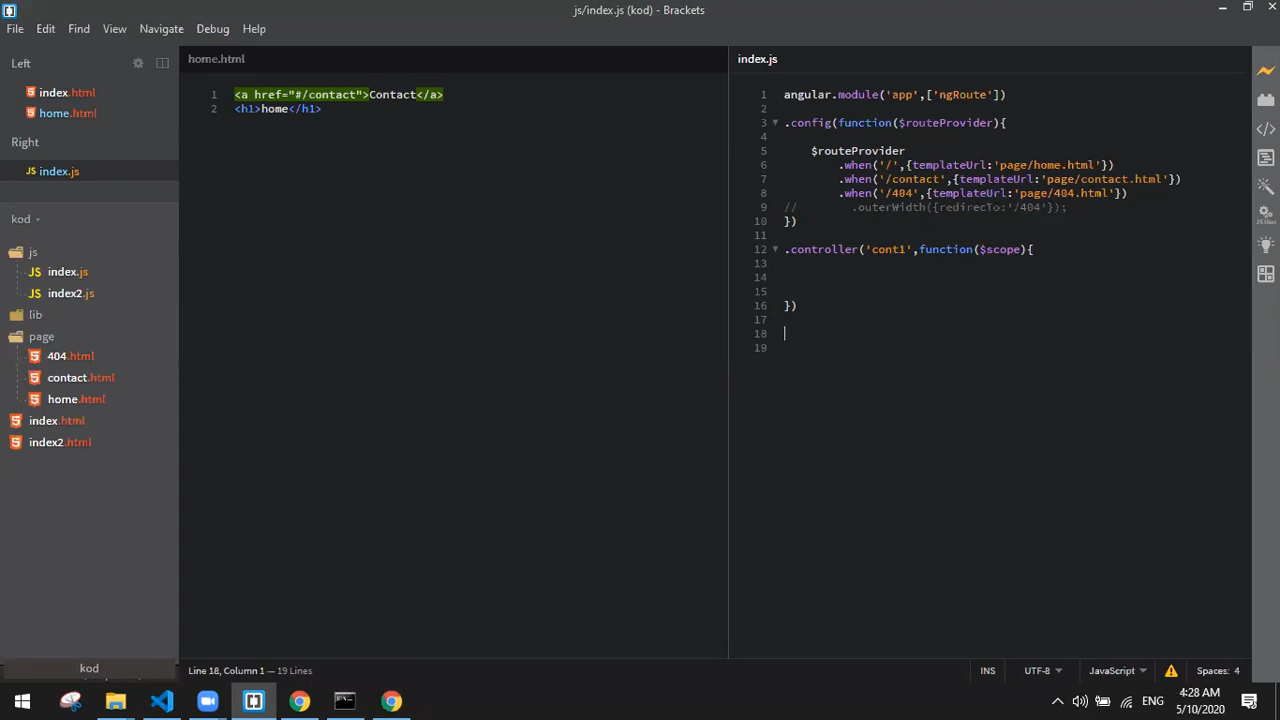 js/index.js (kod) - Brackets
File Edit Find View Navigate Debug Help
Left
index.html
home.html
Right
index.js
kod
js
index.js
index2.js
lib
page
404.html
contact.html
home.html
index.html
index2.html
kod
home.html
1 <a href="#/contact">Contact</a>
2 <h1>home</h1>
index.js
1 angular.module('app',['ngRoute'])
2
3 .config(function($routeProvider){
4
5 $routeProvider
6 .when('/',{templateUrl:'page/home.html'})
7 .when('/contact',{templateUrl:'page/contact.html'})
8 .when('/404',{templateUrl:'page/404.html'})
9 // .outerWidth({redirecTo:'/404'});
10 })
11
12 .controller('cont1',function($scope){
13
14
15
16 })
17
18
19
Line 18, Column 1 — 19 Lines
INS UTF-8 JavaScript Spaces: 4
ENG
4:28 AM
5/10/2020